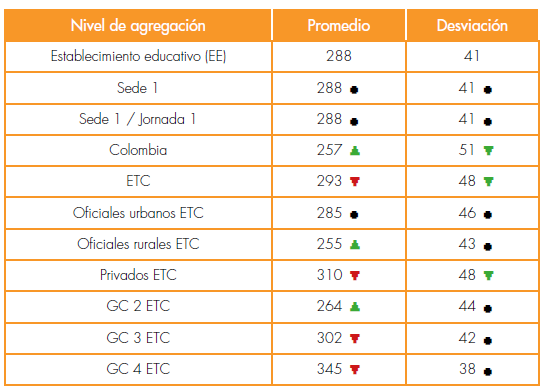 Nivel de agregación Promedio Desviación
Establecimiento educativo (EE) 288 41
Sede 1 288 41
Sede 1 / Jornada 1 288 41
Colombia 257 51
ETC 293 48
Oficiales urbanos ETC 285 46
Oficiales rurales ETC 255 43
Privados ETC 310 48
GC 2 ETC 264 44
GC 3 ETC 302 42
GC 4 ETC 345 38